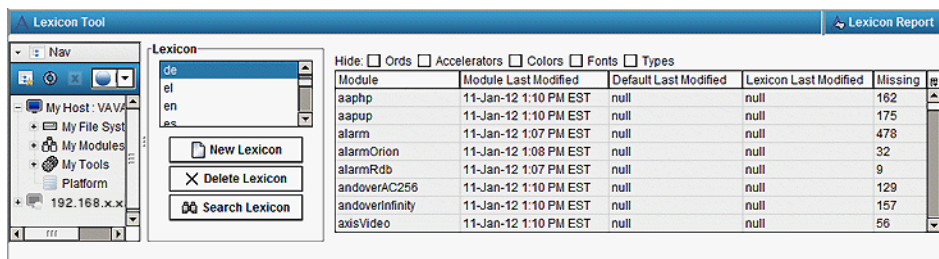 Lexicon Tool
Lexicon Report
Nav
My Host : VAVA
My File Syst
My Modules
My Tools
Platform
192.168.x.x
Lexicon
de
el
en
es
New Lexicon
Delete Lexicon
Search Lexicon
Hide: Ords Accelerators Colors Fonts Types
Module Module Last Modified Default Last Modified Lexicon Last Modified Missing
aaphp 11-Jan-12 1:10 PM EST null null 162
aapup 11-Jan-12 1:10 PM EST null null 175
alarm 11-Jan-12 1:07 PM EST null null 478
alarmOrion 11-Jan-12 1:08 PM EST null null 32
alarmRdb 11-Jan-12 1:07 PM EST null null 9
andoverAC256 11-Jan-12 1:10 PM EST null null 129
andoverInfinity 11-Jan-12 1:10 PM EST null null 157
axisVideo 11-Jan-12 1:10 PM EST null null 56